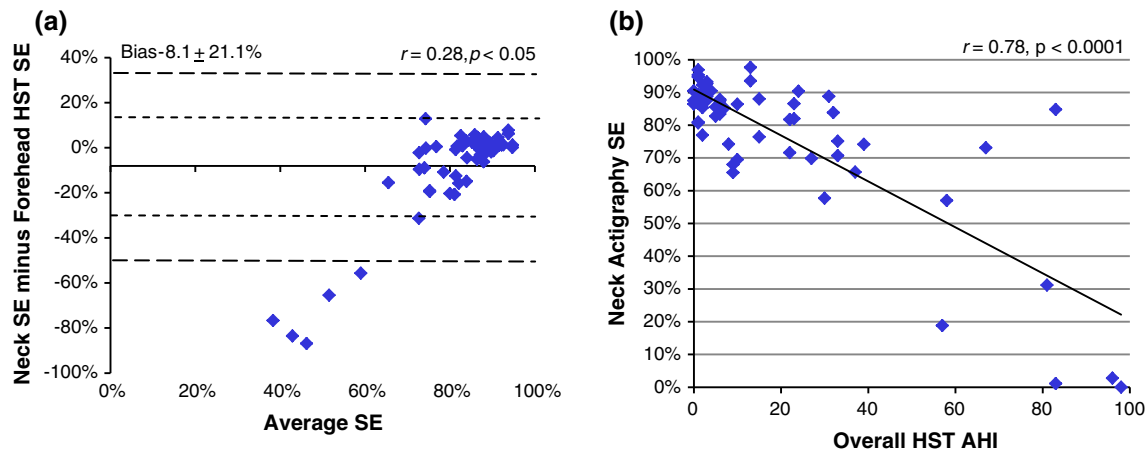 (a)
Bias-8.1 ± 21.1%
r = 0.28,p < 0.05
Neck SE minus Forehead HST SE
40%
20%
0%
-20%
-40%
-60%
-80%
-100%
0% 20% 40% 60% 80% 100%
Average SE
(b)
r = 0.78, p < 0.0001
Neck Actigraphy SE
100%
90%
80%
70%
60%
50%
40%
30%
20%
10%
0%
0 20 40 60 80 100
Overall HST AHI